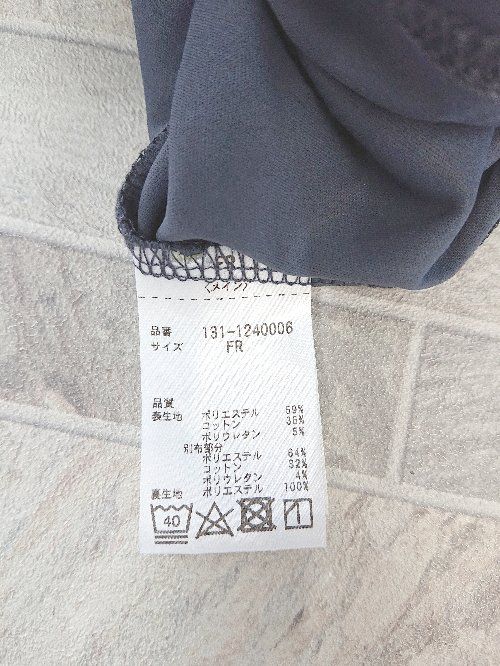 〈メイン〉
品番 131-1240006
サイズ FR
品質
表生地 ポリエステル 59%
コットン 36%
ポリウレタン 5%
別布部分
ポリエステル 64%
コットン 32%
ポリウレタン 4%
裏生地 ポリエステル 100%
40